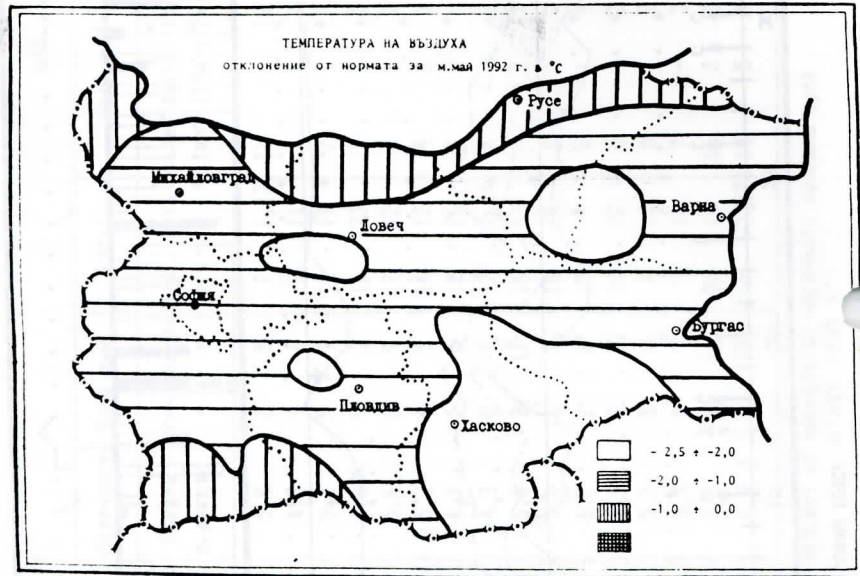 ТЕМПЕРАТУРА НА ВЪЗДУХА
отклонение от нормата за м.май 1992 г. в °C
Русе
Михайловград
Варна
Ловеч
София
Бургас
Пловдив
Хасково
- 2,5 ÷ -2,0
-2,0 ÷ -1,0
-1,0 ÷ 0,0